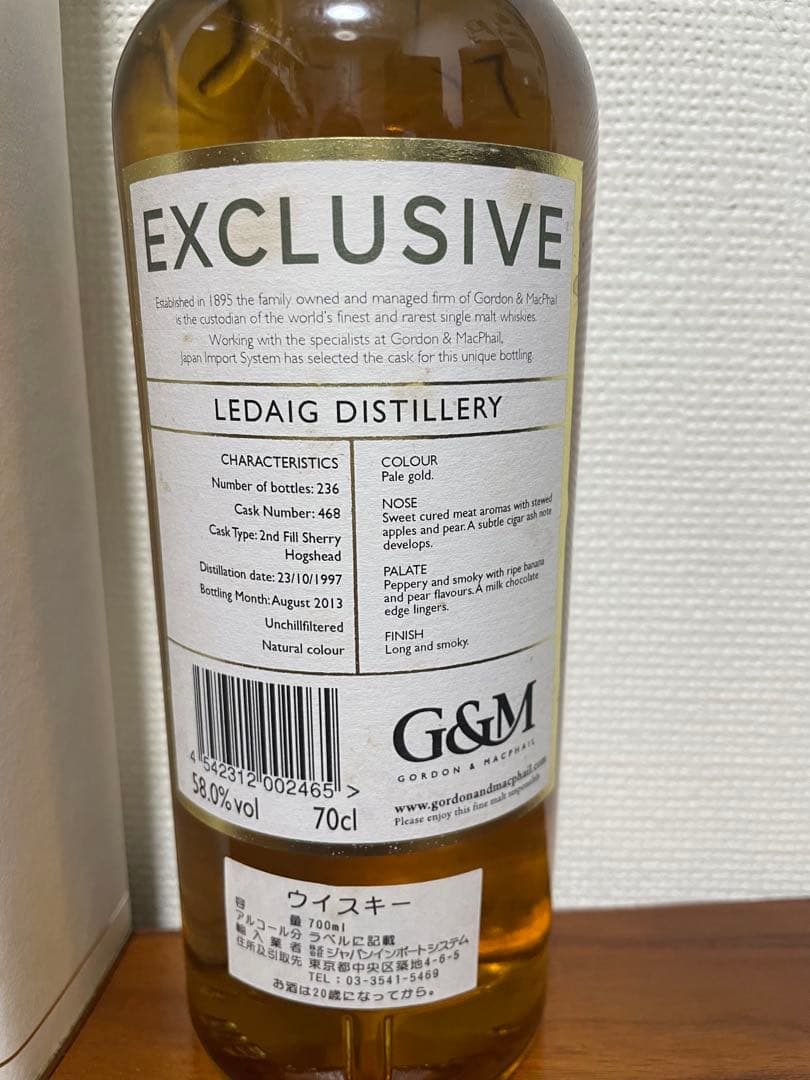 EXCLUSIVE
Established in 1895 the family owned and managed firm of Gordon & MacPhail
is the custodian of the world's finest and rarest single malt whiskies.
Working with the specialists at Gordon & MacPhail,
Japan Import System has selected the cask for this unique bottling.
LEDAIG DISTILLERY
CHARACTERISTICS
Number of bottles: 236
Cask Number: 468
Cask Type: 2nd Fill Sherry
Hogshead
Distillation date: 23/10/1997
Bottling Month: August 2013
Unchillfiltered
Natural colour
COLOUR
Pale gold.
NOSE
Sweet cured meat aromas with stewed
apples and pear. A subtle cigar ash note
develops.
PALATE
Peppery and smoky with ripe banana
and pear flavours. A milk chocolate
edge lingers.
FINISH
Long and smoky.
4 542312 002465 >
58.0% vol
70cl
G&M
GORDON & MACPHAIL
www.gordonandmacphail.com
Please enjoy this fine malt responsibly.
ウイスキー
容 量 700ml
アルコール分 ラベルに記載
輸入業者 株式会社ジャパンインポートシステム
住所及引取先 東京都中央区築地4-6-5
TEL:03-3541-5469
お酒は20歳になってから。